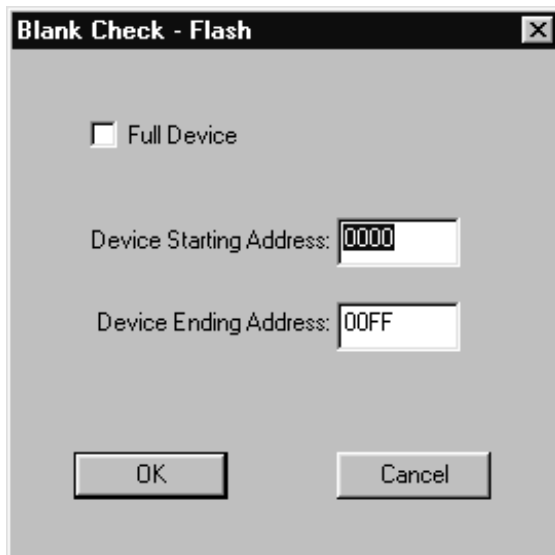 Blank Check - Flash
Full Device
Device Starting Address: 0000
Device Ending Address: 00FF
OK Cancel